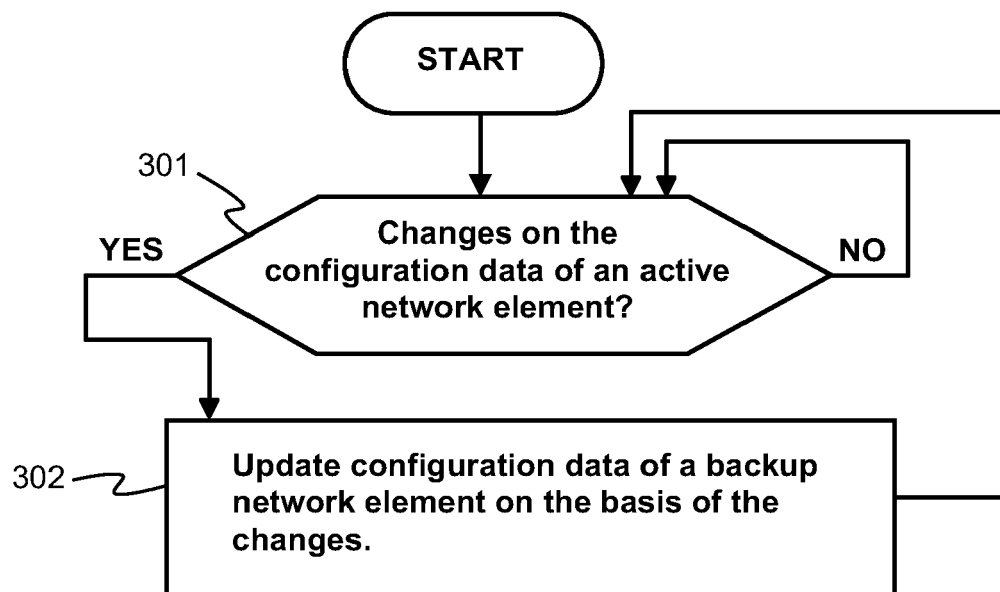 START
301
YES
Changes on the
configuration data of an active
network element?
NO
302
Update configuration data of a backup
network element on the basis of the
changes.